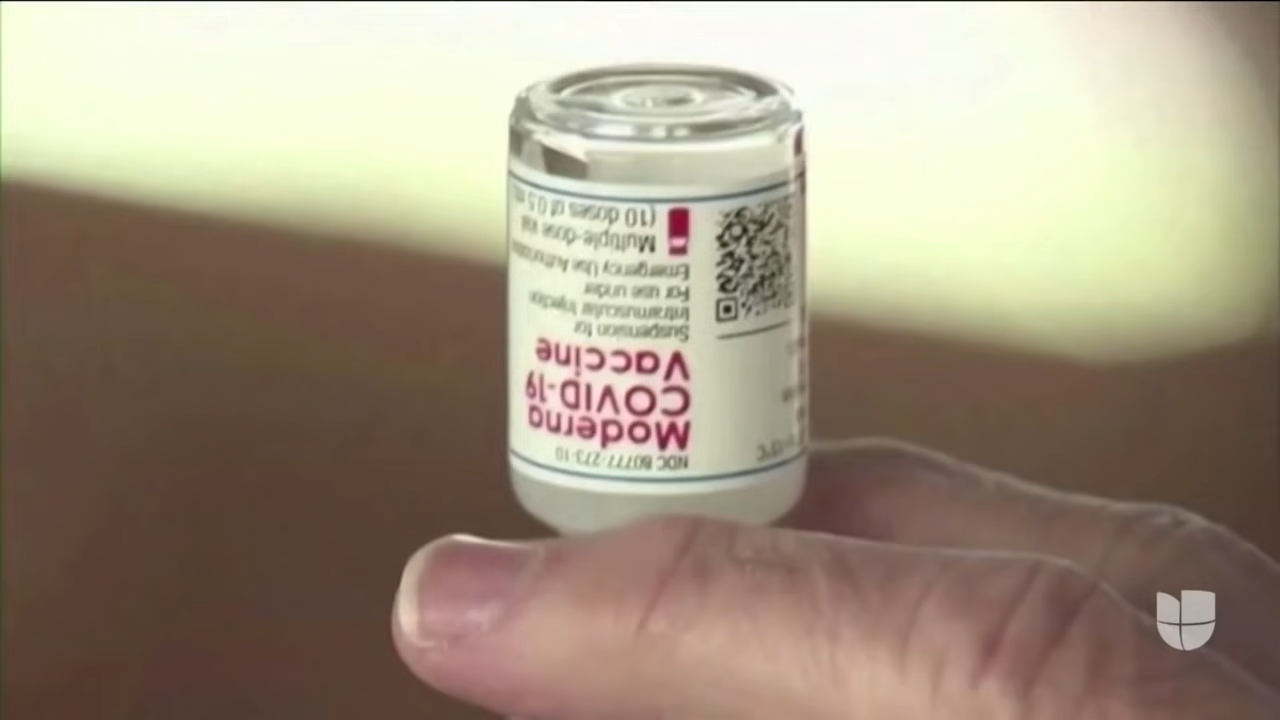 NDC 80777-273-10
Moderna
COVID-19
Vaccine
Suspension for
Intramuscular Injection
For use under
Emergency Use Authorization
Multiple-dose vial
(10 doses of 0.5 mL